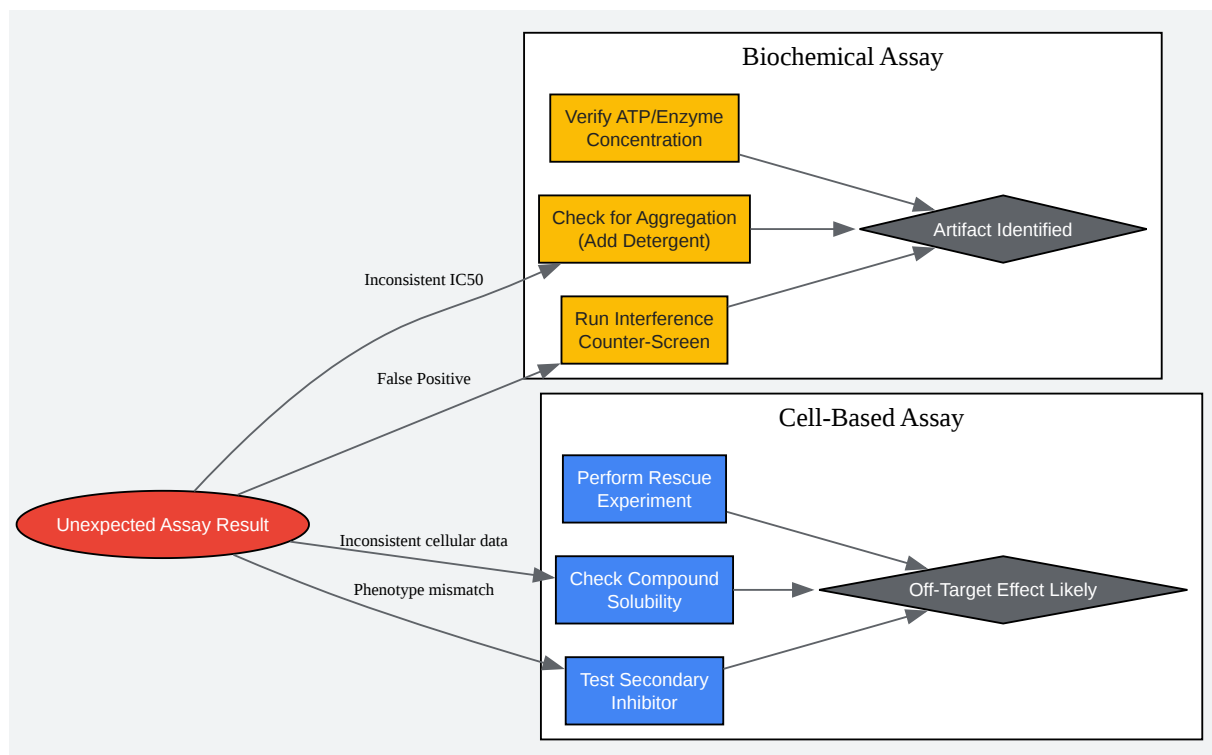 Biochemical Assay
Verify ATP/Enzyme
Concentration
Check for Aggregation
(Add Detergent)
Artifact Identified
Inconsistent IC50
Run Interference
Counter-Screen
False Positive
Cell-Based Assay
Perform Rescue
Experiment
Unexpected Assay Result
Inconsistent cellular data
Check Compound
Solubility
Off-Target Effect Likely
Phenotype mismatch
Test Secondary
Inhibitor